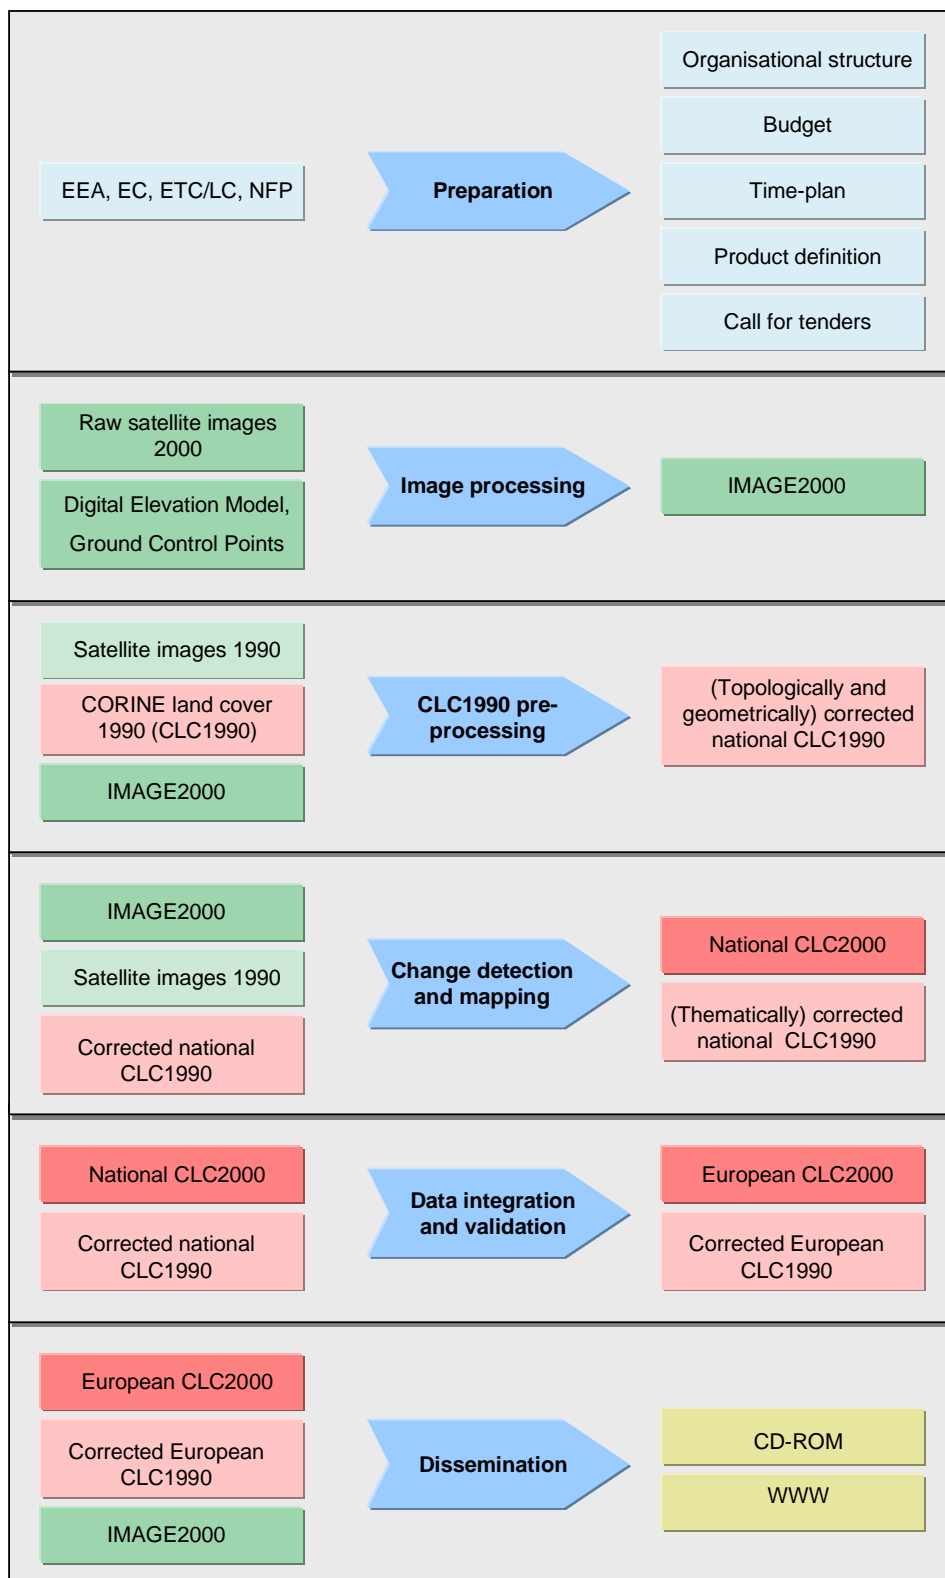 EEA, EC, ETC/LC, NFP
Preparation
Organisational structure
Budget
Time-plan
Product definition
Call for tenders
Raw satellite images
2000
Digital Elevation Model,
Ground Control Points
Image processing
IMAGE2000
Satellite images 1990
CORINE land cover
1990 (CLC1990)
IMAGE2000
CLC1990 pre-
processing
(Topologically and
geometrically) corrected
national CLC1990
IMAGE2000
Satellite images 1990
Corrected national
CLC1990
Change detection
and mapping
National CLC2000
(Thematically) corrected
national CLC1990
National CLC2000
Corrected national
CLC1990
Data integration
and validation
European CLC2000
Corrected European
CLC1990
European CLC2000
Corrected European
CLC1990
IMAGE2000
Dissemination
CD-ROM
WWW